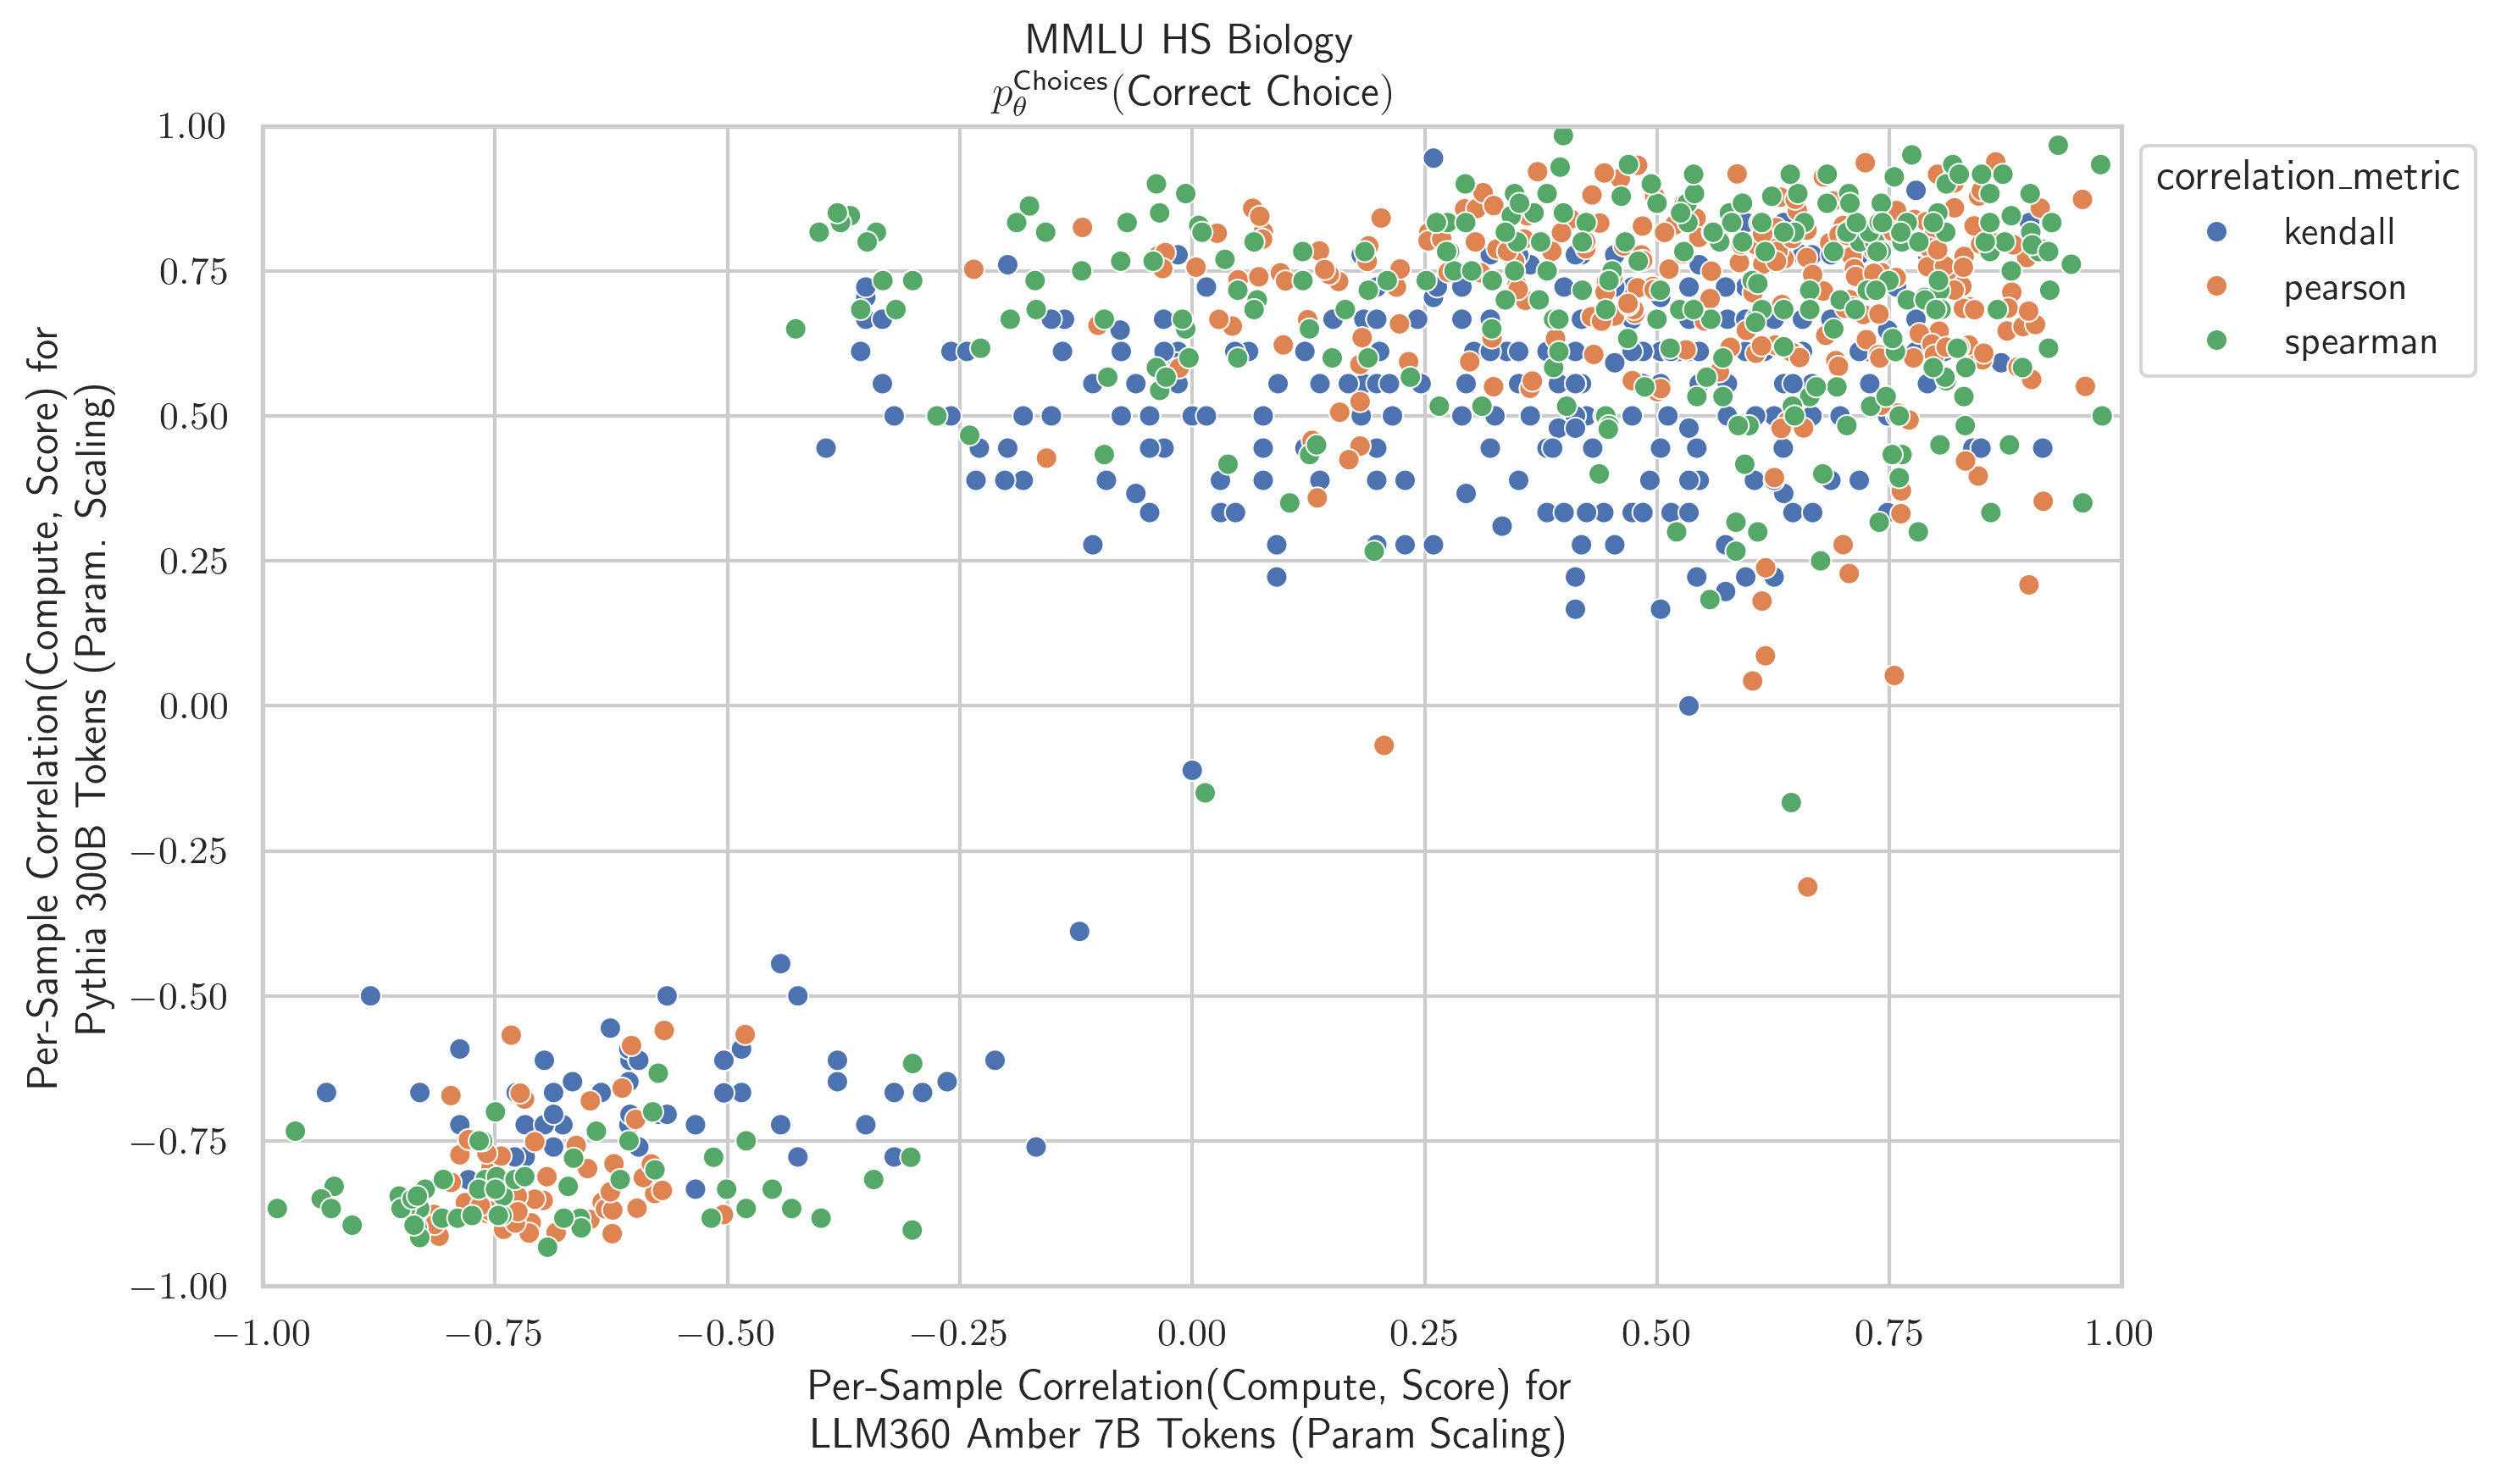 MMLU HS Biology
p_θ^Choices(Correct Choice)
1.00
0.75
0.50
0.25
0.00
−0.25
−0.50
−0.75
−1.00
Per-Sample Correlation(Compute, Score) for
Pythia 300B Tokens (Param. Scaling)
correlation_metric
kendall
pearson
spearman
−1.00 −0.75 −0.50 −0.25 0.00 0.25 0.50 0.75 1.00
Per-Sample Correlation(Compute, Score) for
LLM360 Amber 7B Tokens (Param Scaling)